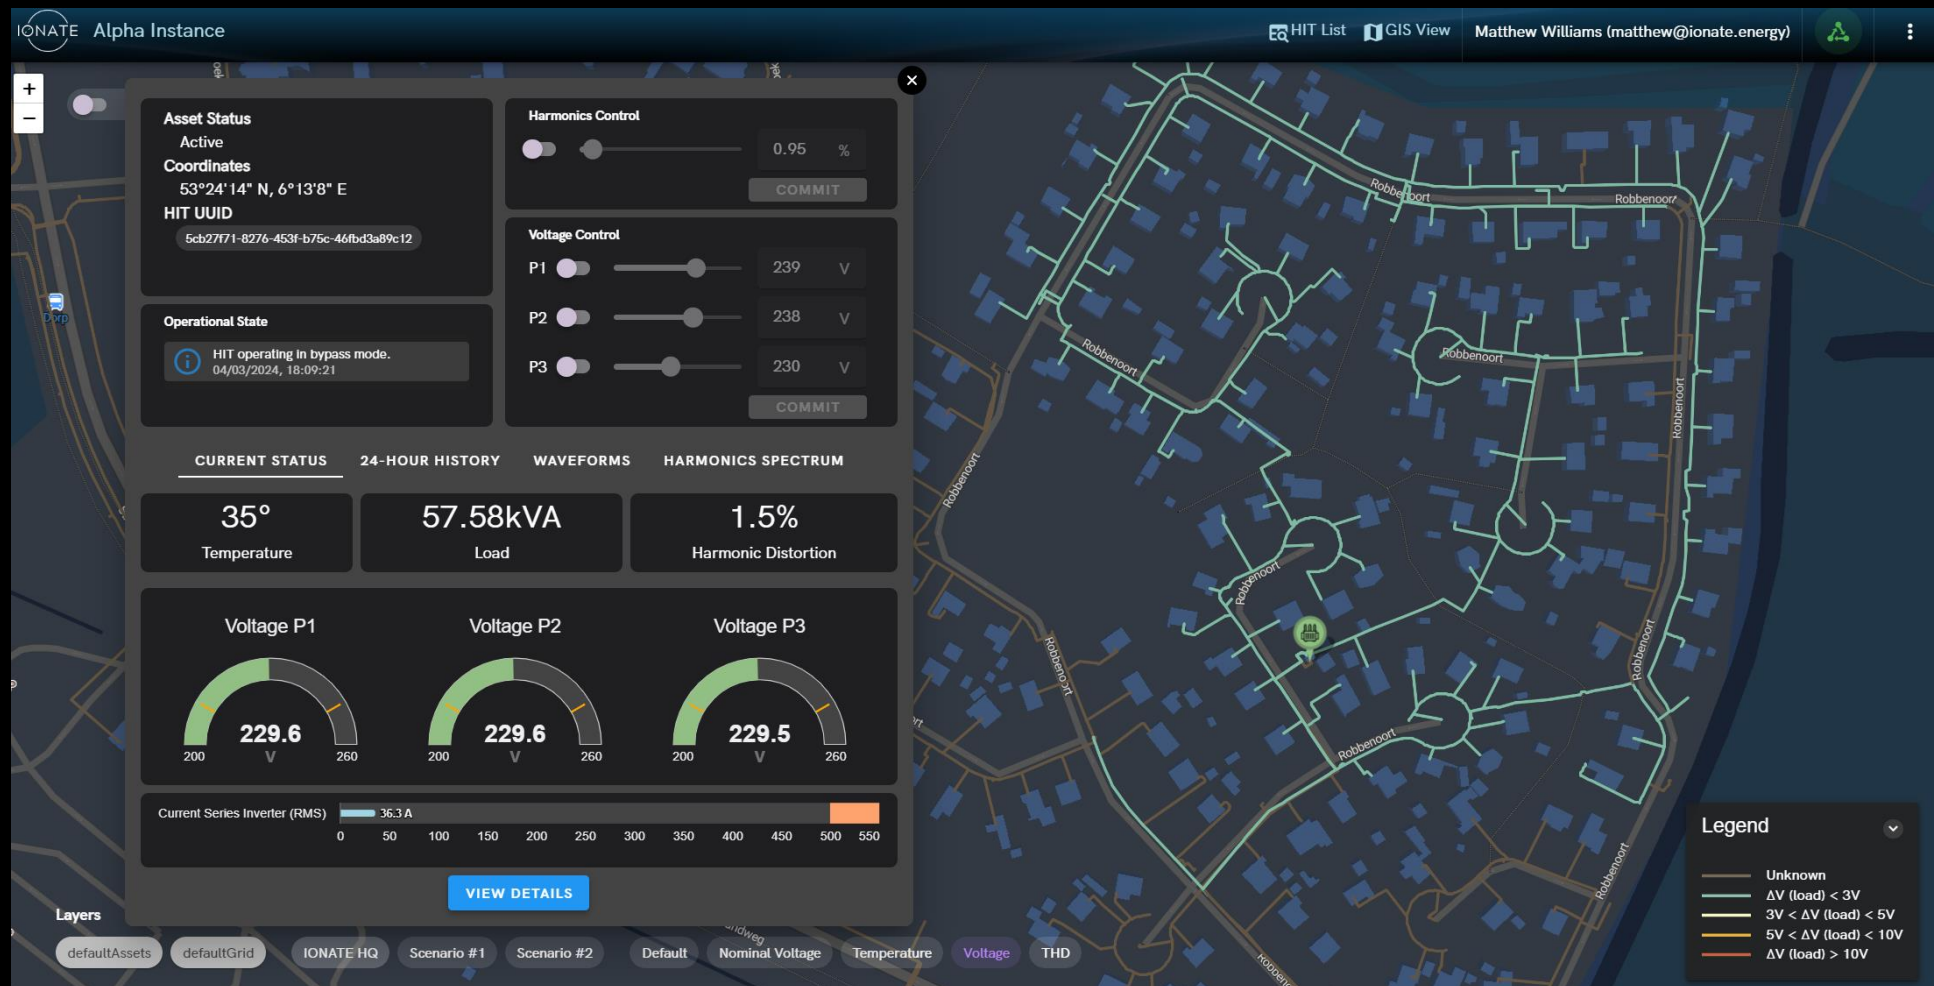 IONATE Alpha Instance
HIT List
GIS View
Matthew Williams (matthew@ionate.energy)
+
−
Dorp
Asset Status
Active
Coordinates
53°24'14" N, 6°13'8" E
HIT UUID
5cb27f71-8276-453f-b75c-46fbd3a89c12
Operational State
HIT operating in bypass mode.
04/03/2024, 18:09:21
Harmonics Control
0.95 %
COMMIT
Voltage Control
P1 239 V
P2 238 V
P3 230 V
COMMIT
CURRENT STATUS 24-HOUR HISTORY WAVEFORMS HARMONICS SPECTRUM
35°
Temperature
57.58kVA
Load
1.5%
Harmonic Distortion
Voltage P1
229.6
200 V 260
Voltage P2
229.6
200 V 260
Voltage P3
229.5
200 V 260
Current Series Inverter (RMS) 36.3 A
0 50 100 150 200 250 300 350 400 450 500 550
VIEW DETAILS
Layers
defaultAssets defaultGrid IONATE HQ Scenario #1 Scenario #2 Default Nominal Voltage Temperature Voltage THD
Robbenoort
Robbenoort
Robbenoort
Robbenoort
Robbenoort
Robbenoort
Robbenoort
Robbenoort
Robbenoort
Robbenoort
Robbenoort
Robbenoort
Legend
Unknown
ΔV (load) < 3V
3V < ΔV (load) < 5V
5V < ΔV (load) < 10V
ΔV (load) > 10V